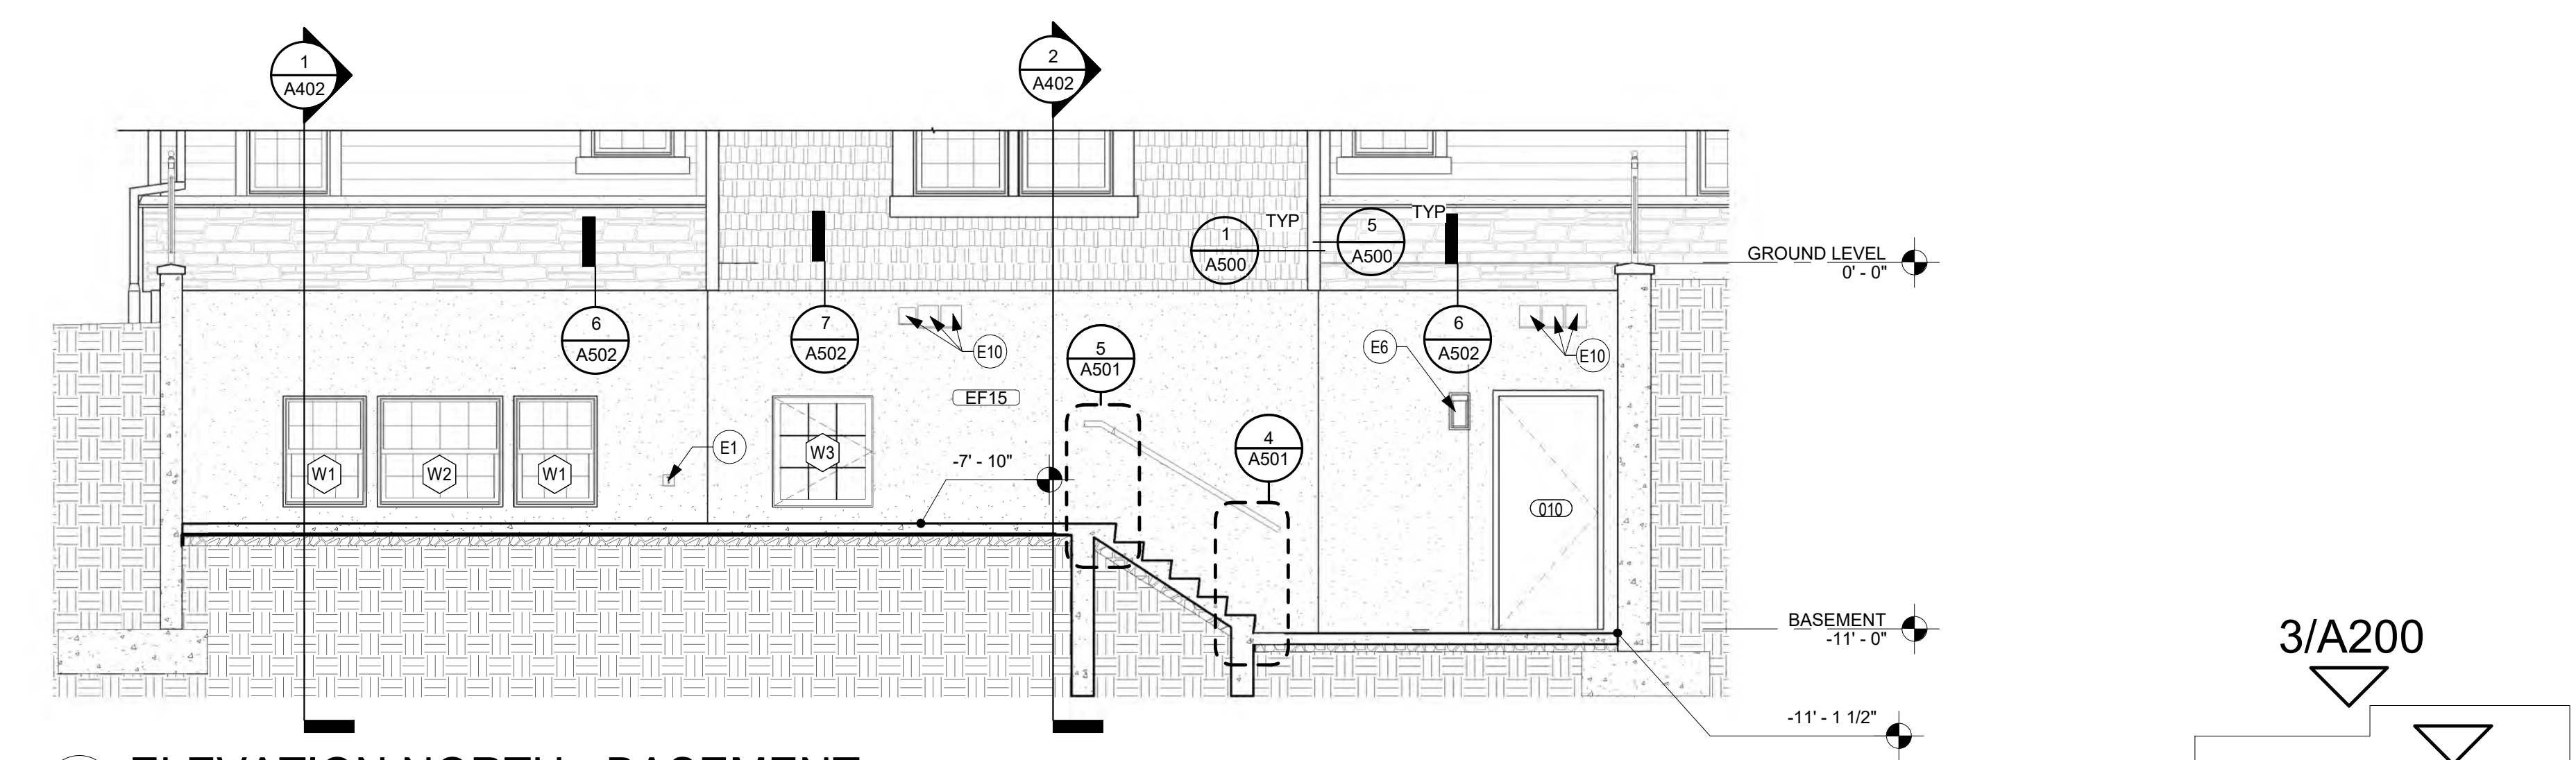 1
A402
2
A402
1
A500
TYP
5
A500
TYP
GROUND LEVEL
0' - 0"
6
A502
7
A502
E10
5
A501
E6
6
A502
E10
EF15
4
A501
W1
W2
W1
E1
W3
-7' - 10"
010
BASEMENT
-11' - 0"
3/A200
-11' - 1 1/2"
ELEVATION NORTH - BASEMENT